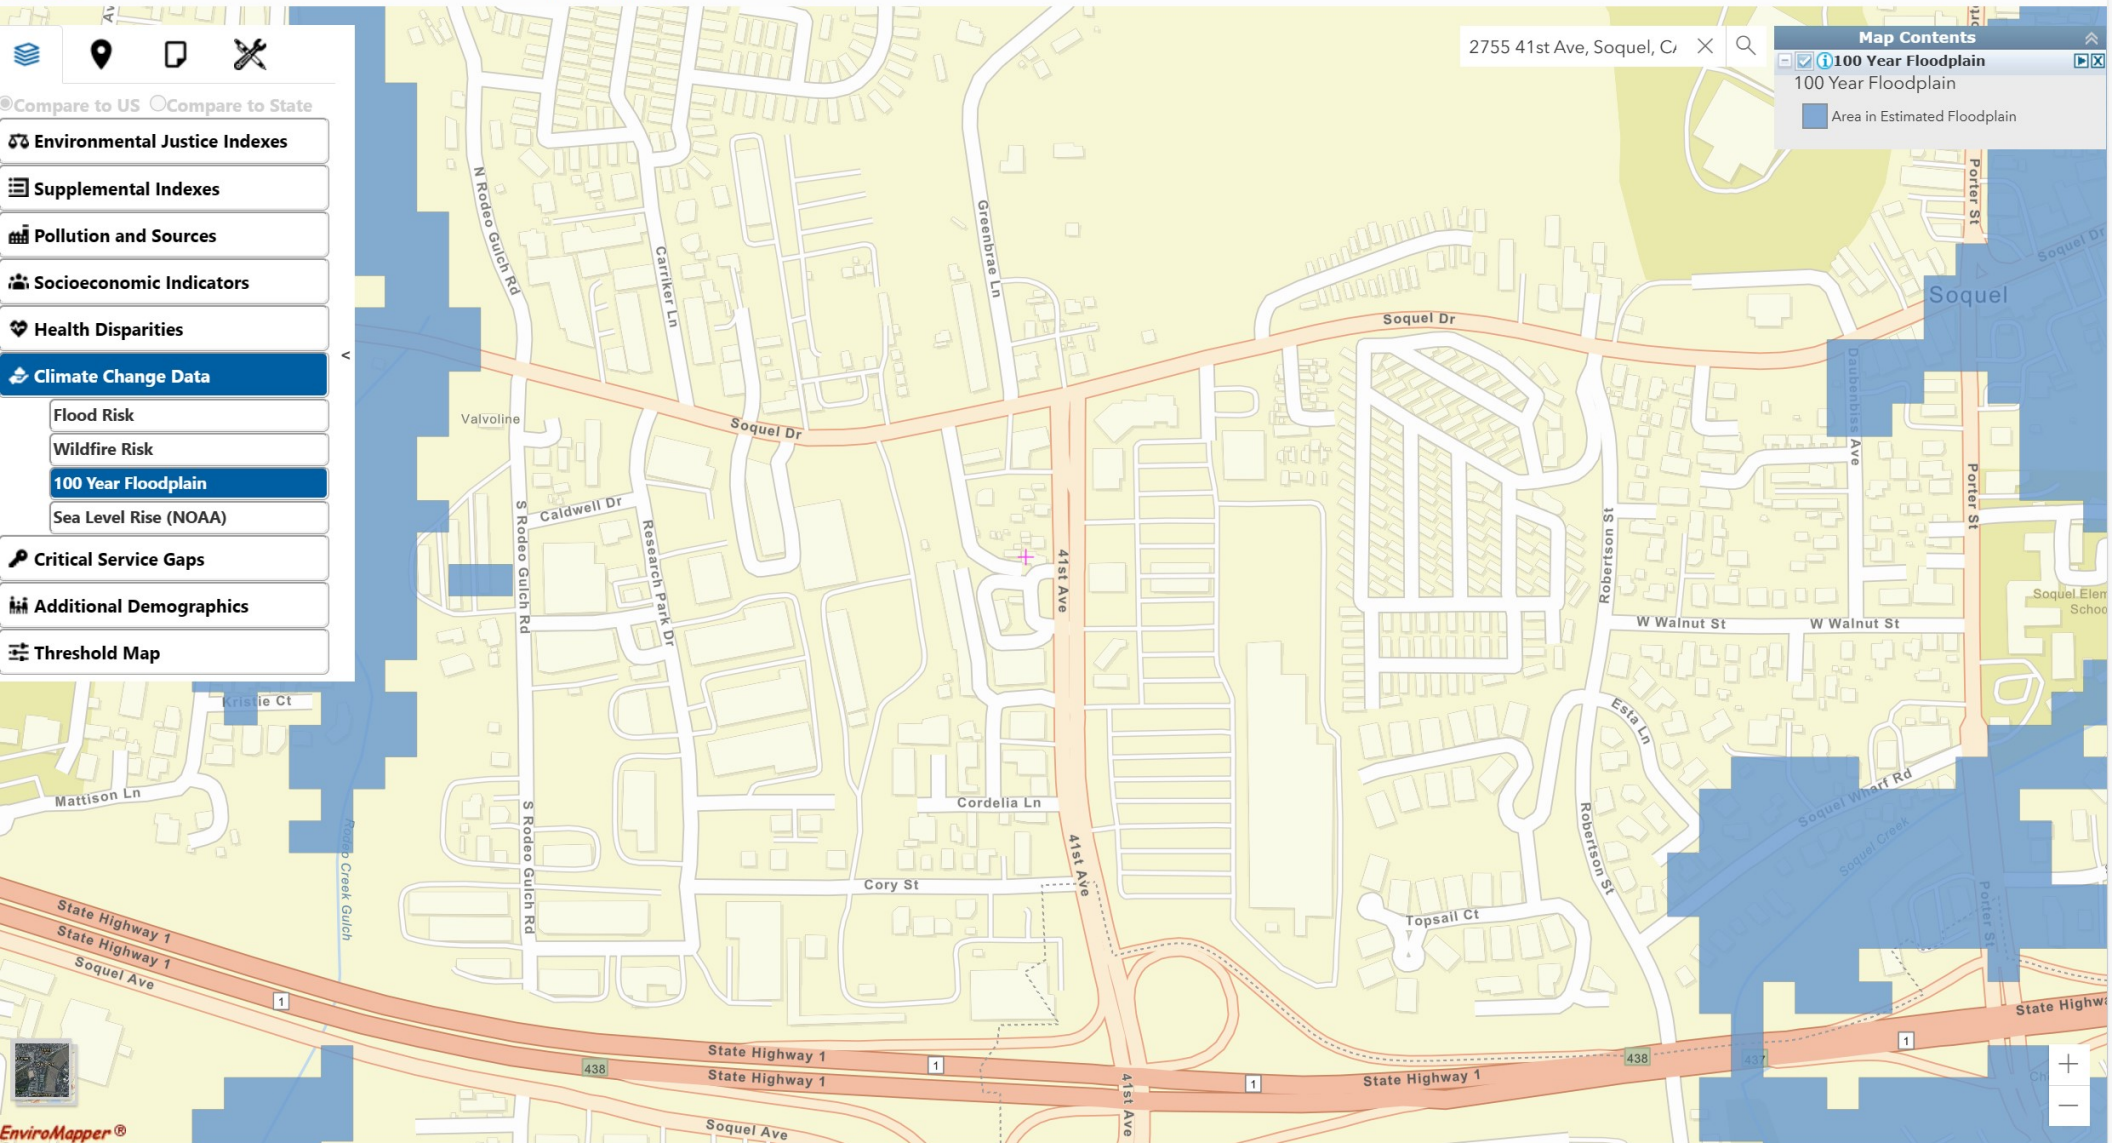 Compare to US Compare to State
Environmental Justice Indexes
Supplemental Indexes
Pollution and Sources
Socioeconomic Indicators
Health Disparities
Climate Change Data
Flood Risk
Wildfire Risk
100 Year Floodplain
Sea Level Rise (NOAA)
Critical Service Gaps
Additional Demographics
Threshold Map
<
2755 41st Ave, Soquel, CA
Map Contents
100 Year Floodplain
100 Year Floodplain
Area in Estimated Floodplain
N Rodeo Gulch Rd
Carriker Ln
Greenbrae Ln
Porter St
Soquel Dr
Soquel
Soquel Dr
Valvoline
Soquel Dr
Daubenbiss Ave
Caldwell Dr
S Rodeo Gulch Rd
Research Park Dr
41st Ave
Robertson St
Porter St
Soquel Elem
W Walnut St
W Walnut St
Kristie Ct
Esta Ln
Mattison Ln
Cordelia Ln
Soquel Wharf Rd
Rodeo Creek Gulch
S Rodeo Gulch Rd
41st Ave
Robertson St
Soquel Creek
Cory St
Topsail Ct
Porter St
State Highway 1
State Highway 1
Soquel Ave
1
State Highway 1
State Highway 1
438
1
1
State Highway 1
438
437
1
State Highwa
41st Ave
Soquel Ave
EnviroMapper ®